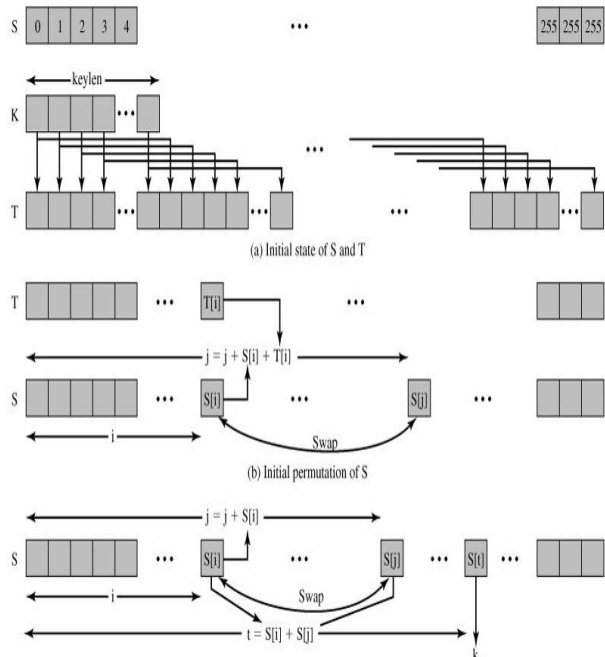 S 0 1 2 3 4 ••• 255 255 255
keylen
K •••
•••
T ••• ••• ••• •••
(a) Initial state of S and T
T ••• T[i] •••
j = j + S[i] + T[i]
S ••• S[i] ••• S[j] •••
i
Swap
(b) Initial permutation of S
j = j + S[i]
S ••• S[i] ••• S[j] ••• S[t] •••
i
Swap
t = S[i] + S[j]
k